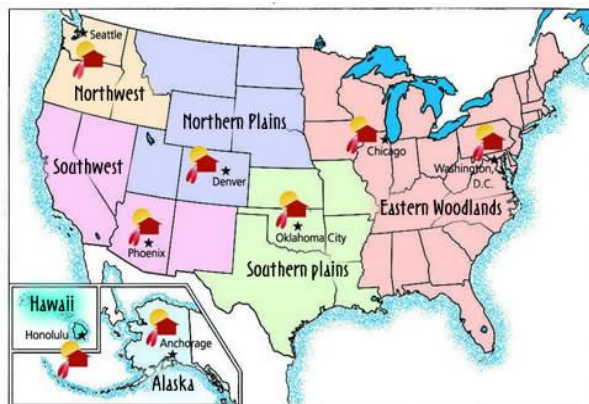 Seattle
Northwest
Northern Plains
Southwest
Denver
Chicago
Washington,
D.C.
Eastern Woodlands
Phoenix
Oklahoma City
Southern plains
Hawaii
Honolulu
Anchorage
Alaska